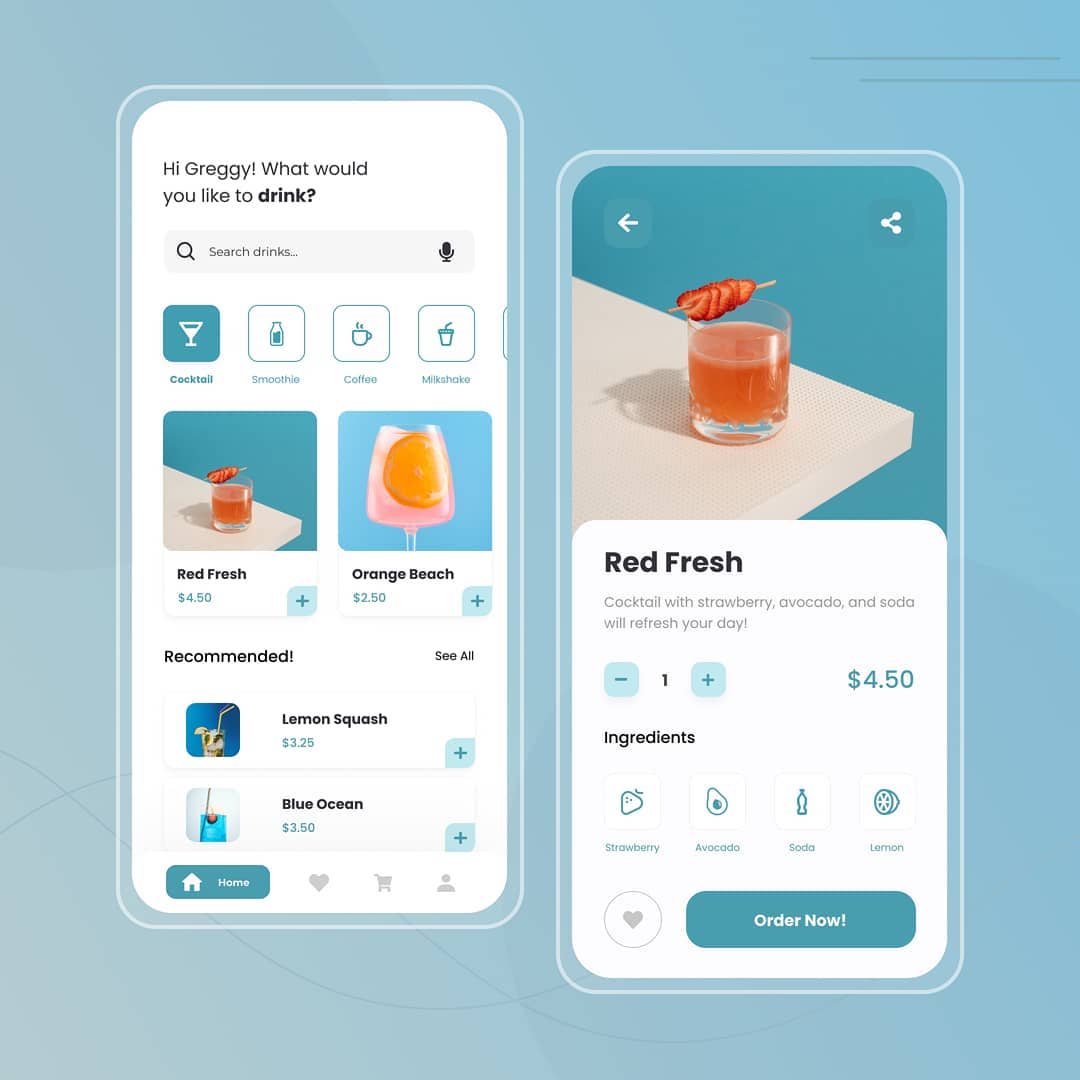 Hi Greggy! What would
you like to drink?
Search drinks...
Cocktail
Smoothie
Coffee
Milkshake
Red Fresh
$4.50
Orange Beach
$2.50
Recommended!
See All
Lemon Squash
$3.25
Blue Ocean
$3.50
Home
Red Fresh
Cocktail with strawberry, avocado, and soda
will refresh your day!
1
$4.50
Ingredients
Strawberry
Avocado
Soda
Lemon
Order Now!